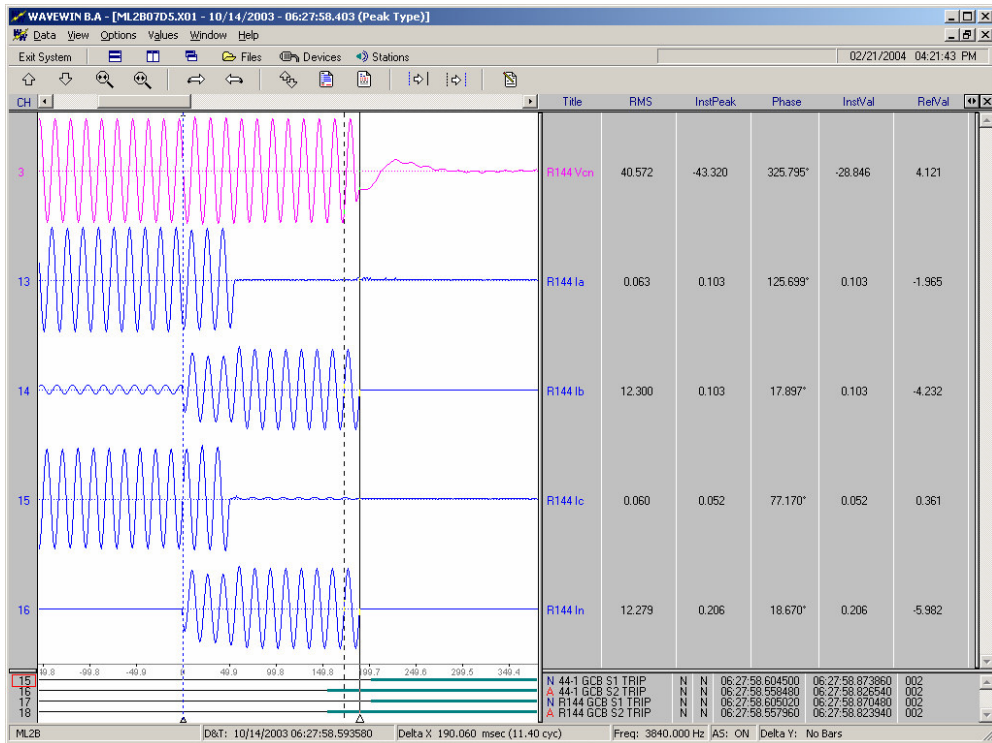 WAVEWIN B.A - [ML2B07D5.X01 - 10/14/2003 - 06:27:58.403 (Peak Type)]
Data View Options Values Window Help
Exit System Files Devices Stations 02/21/2004 04:21:43 PM
CH Title RMS InstPeak Phase InstVal RefVal
3 R144 Vcn 40.572 -43.320 325.795° -28.846 4.121
13 R144 Ia 0.063 0.103 125.699° 0.103 -1.965
14 R144 Ib 12.300 0.103 17.897° 0.103 -4.232
15 R144 Ic 0.060 0.052 77.170° 0.052 0.361
16 R144 In 12.279 0.206 18.670° 0.206 -5.982
-99.8 -49.9 49.9 99.8 149.8 199.7 249.6 299.5 349.4
15 N 44-1 GCB S1 TRIP N N 06:27:58.604500 06:27:58.873860 002
16 A 44-1 GCB S2 TRIP N N 06:27:58.558480 06:27:58.826540 002
17 N R144 GCB S1 TRIP N N 06:27:58.605020 06:27:58.870480 002
18 A R144 GCB S2 TRIP N N 06:27:58.557960 06:27:58.823940 002
ML2B D&T: 10/14/2003 06:27:58.593580 Delta X 190.060 msec (11.40 cyc) Freq: 3840.000 Hz AS: ON Delta Y: No Bars